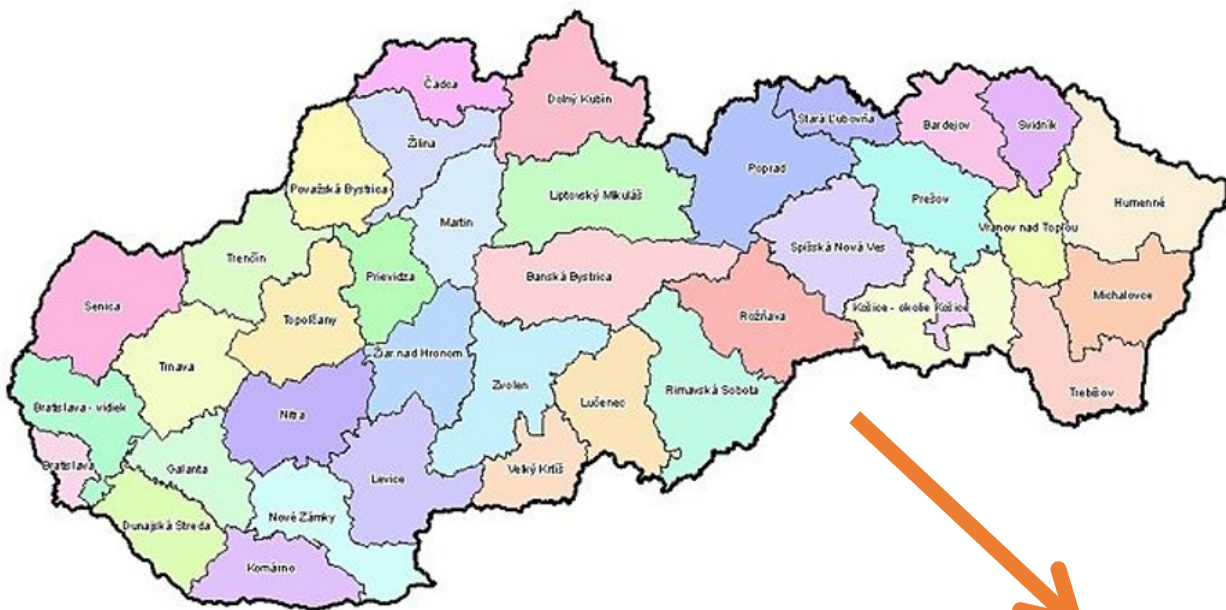 Čadca
Dolný Kubín
Stará Ľubovňa
Bardejov
Svidník
Žilina
Poprad
Považská Bystrica
Liptovský Mikuláš
Prešov
Humenné
Martin
Vranov nad Topľou
Trenčín
Prievidza
Banská Bystrica
Spišská Nová Ves
Senica
Topoľčany
Rožňava
Košice - okolie
Košice
Michalovce
Trnava
Žiar nad Hronom
Zvolen
Rimavská Sobota
Trebišov
Bratislava - vidiek
Nitra
Lučenec
Bratislava
Galanta
Levice
Veľký Krtíš
Dunajská Streda
Nové Zámky
Komárno